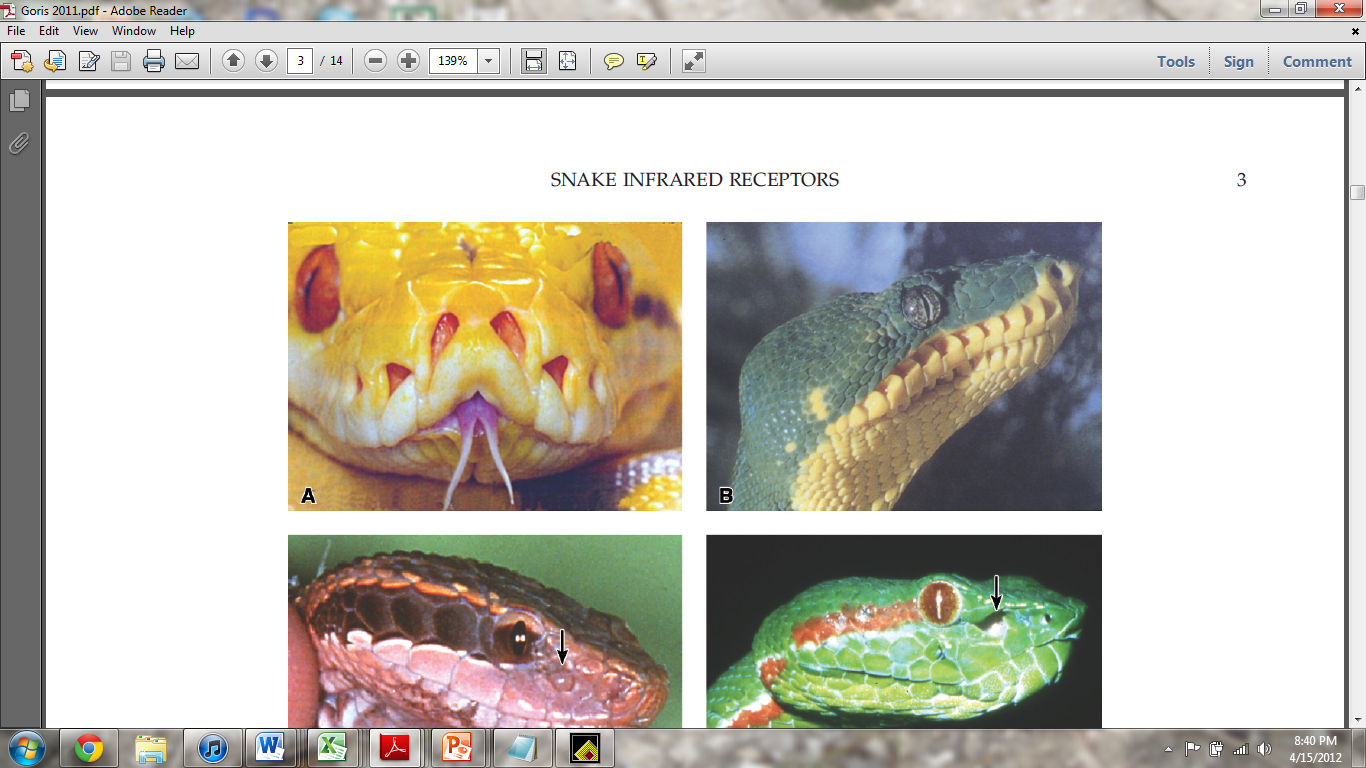 Goris 2011.pdf - Adobe Reader
File Edit View Window Help
3 / 14 139% Tools Sign Comment
SNAKE INFRARED RECEPTORS 3
A B
8:40 PM
4/15/2012